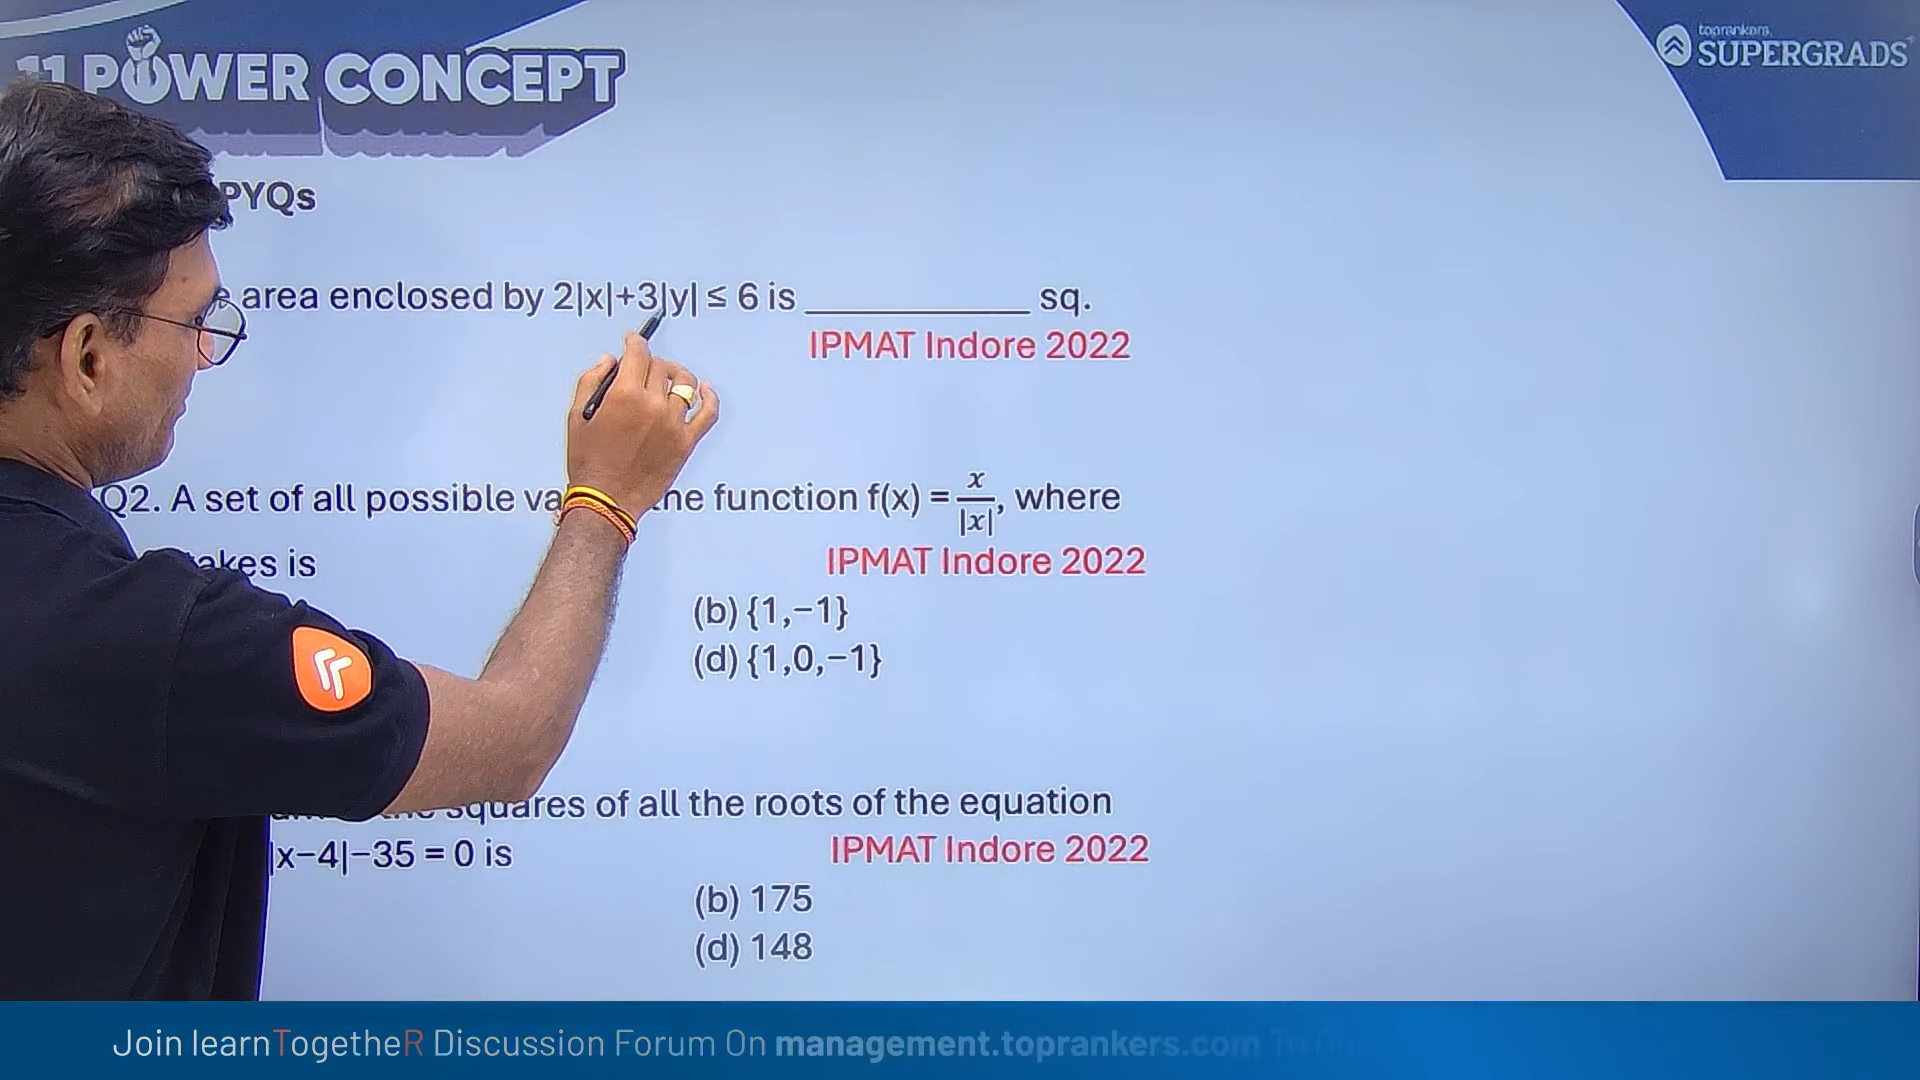 11 POWER CONCEPT
toprankers
SUPERGRADS
PYQs
area enclosed by 2|x|+3|y| ≤ 6 is ____________ sq.
IPMAT Indore 2022
Q2. A set of all possible the function f(x) = x/|x|, where
is
IPMAT Indore 2022
(b) {1,−1}
(d) {1,0,−1}
squares of all the roots of the equation
|x−4|−35 = 0 is
IPMAT Indore 2022
(b) 175
(d) 148
Join learnTogetheR Discussion Forum On management.toprankers.com